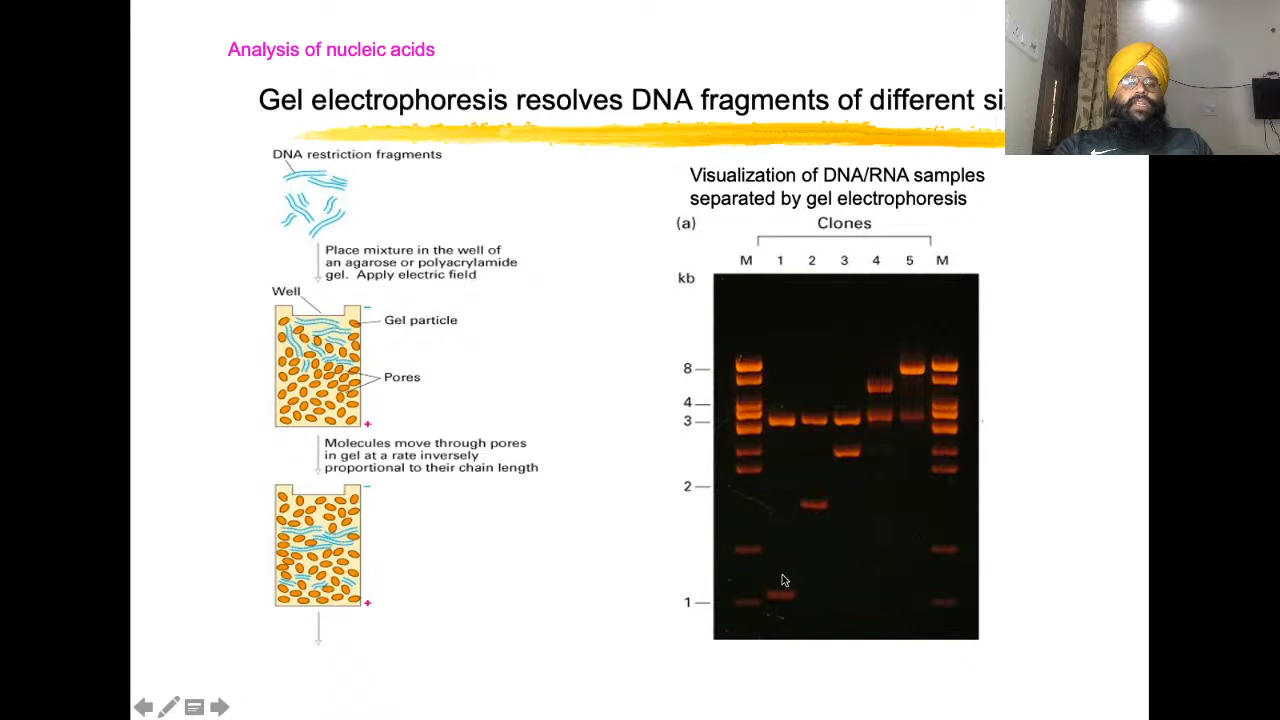 Analysis of nucleic acids
Gel electrophoresis resolves DNA fragments of different si
DNA restriction fragments
Place mixture in the well of
an agarose or polyacrylamide
gel. Apply electric field
Well
−
Gel particle
Pores
+
Molecules move through pores
in gel at a rate inversely
proportional to their chain length
−
+
Visualization of DNA/RNA samples
separated by gel electrophoresis
(a)
Clones
M 1 2 3 4 5 M
kb
8
4
3
2
1